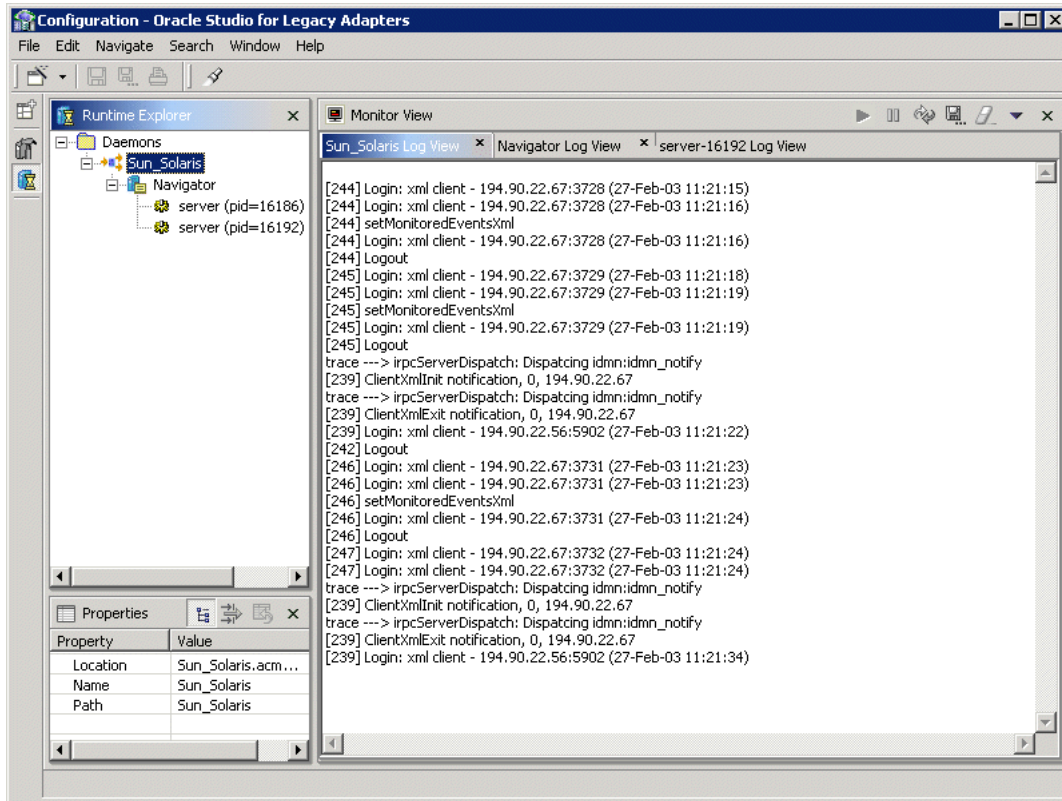 Configuration - Oracle Studio for Legacy Adapters
File Edit Navigate Search Window Help
Runtime Explorer
Daemons
Sun_Solaris
Navigator
server (pid=16186)
server (pid=16192)
Properties
Property Value
Location Sun_Solaris.acm...
Name Sun_Solaris
Path Sun_Solaris
Monitor View
Sun_Solaris Log View Navigator Log View server-16192 Log View
[244] Login: xml client - 194.90.22.67:3728 (27-Feb-03 11:21:15)
[244] Login: xml client - 194.90.22.67:3728 (27-Feb-03 11:21:16)
[244] setMonitoredEventsXml
[244] Login: xml client - 194.90.22.67:3728 (27-Feb-03 11:21:16)
[244] Logout
[245] Login: xml client - 194.90.22.67:3729 (27-Feb-03 11:21:18)
[245] Login: xml client - 194.90.22.67:3729 (27-Feb-03 11:21:19)
[245] setMonitoredEventsXml
[245] Login: xml client - 194.90.22.67:3729 (27-Feb-03 11:21:19)
[245] Logout
trace ---> irpcServerDispatch: Dispatcing idmn:idmn_notify
[239] ClientXmlInit notification, 0, 194.90.22.67
trace ---> irpcServerDispatch: Dispatcing idmn:idmn_notify
[239] ClientXmlExit notification, 0, 194.90.22.67
[239] Login: xml client - 194.90.22.56:5902 (27-Feb-03 11:21:22)
[242] Logout
[246] Login: xml client - 194.90.22.67:3731 (27-Feb-03 11:21:23)
[246] Login: xml client - 194.90.22.67:3731 (27-Feb-03 11:21:23)
[246] setMonitoredEventsXml
[246] Login: xml client - 194.90.22.67:3731 (27-Feb-03 11:21:24)
[246] Logout
[247] Login: xml client - 194.90.22.67:3732 (27-Feb-03 11:21:24)
[247] Login: xml client - 194.90.22.67:3732 (27-Feb-03 11:21:24)
trace ---> irpcServerDispatch: Dispatcing idmn:idmn_notify
[239] ClientXmlInit notification, 0, 194.90.22.67
trace ---> irpcServerDispatch: Dispatcing idmn:idmn_notify
[239] ClientXmlExit notification, 0, 194.90.22.67
[239] Login: xml client - 194.90.22.56:5902 (27-Feb-03 11:21:34)